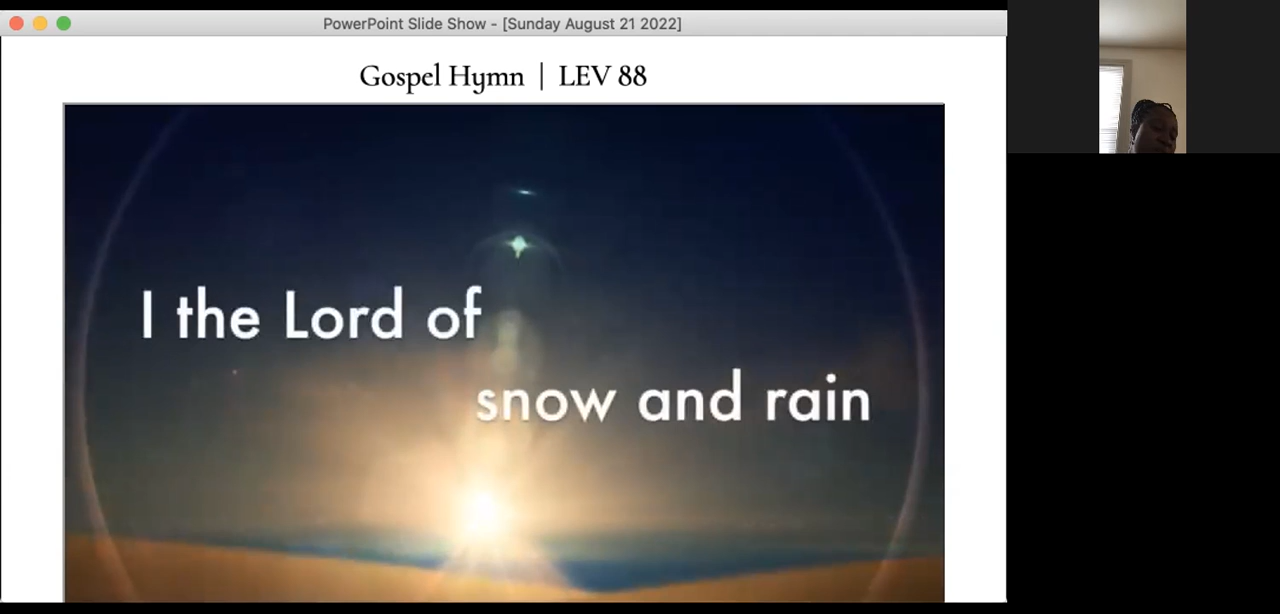 PowerPoint Slide Show - [Sunday August 21 2022]
Gospel Hymn | LEV 88
I the Lord of
snow and rain